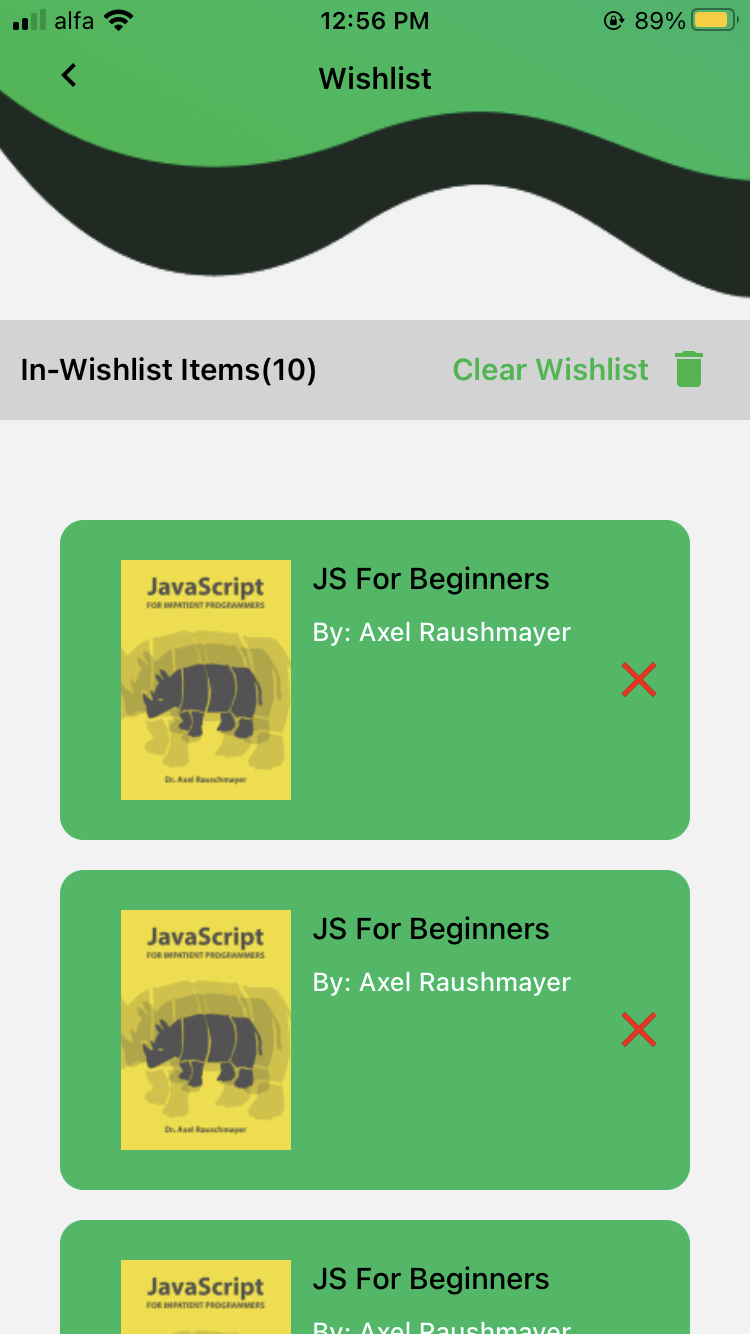 alfa 12:56 PM 89%
Wishlist
In-Wishlist Items(10) Clear Wishlist
JavaScript
FOR IMPATIENT PROGRAMMERS
Dr. Axel Rauschmayer
JS For Beginners
By: Axel Raushmayer
JavaScript
FOR IMPATIENT PROGRAMMERS
Dr. Axel Rauschmayer
JS For Beginners
By: Axel Raushmayer
JavaScript
FOR IMPATIENT PROGRAMMERS
JS For Beginners
By: Axel Raushmayer